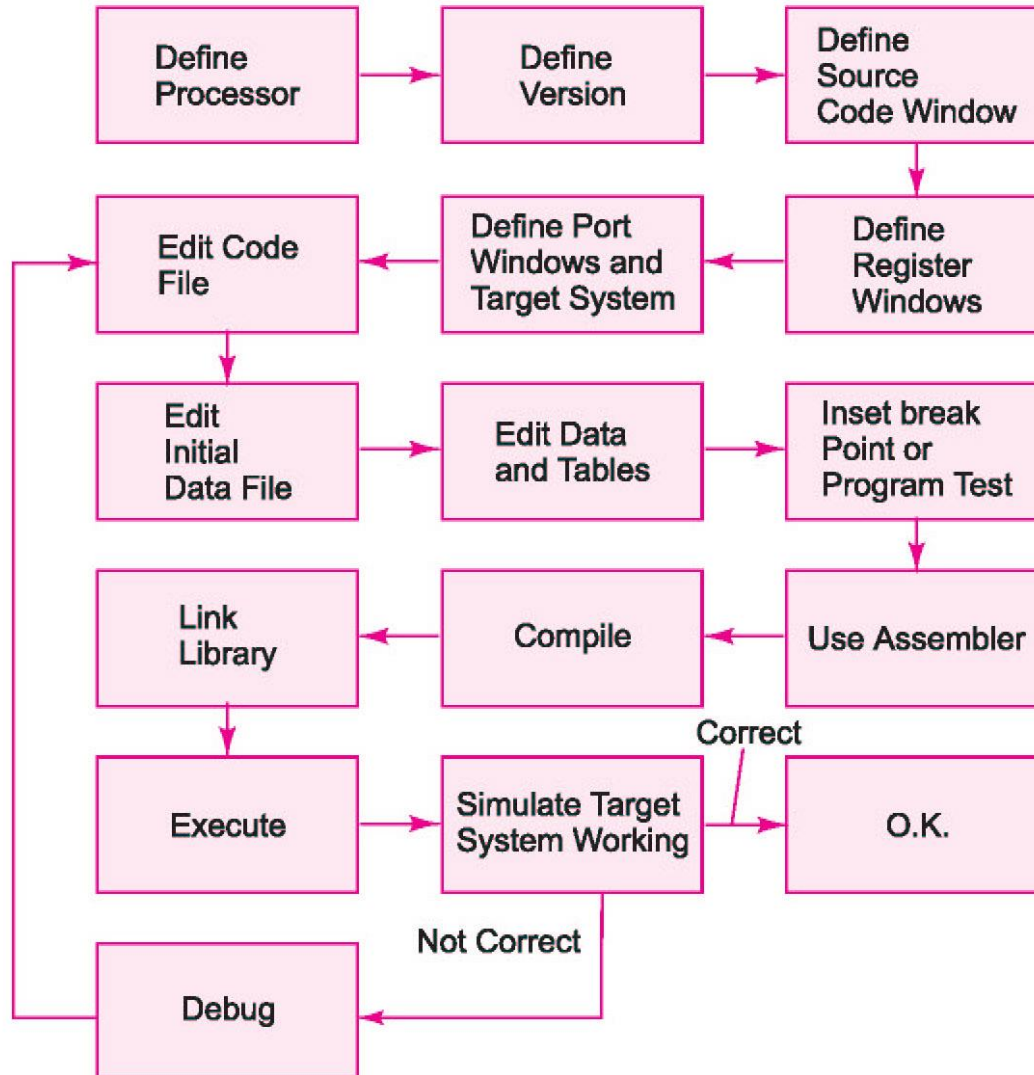 Define
Processor
Define
Version
Define
Source
Code Window
Edit Code
File
Define Port
Windows and
Target System
Define
Register
Windows
Edit
Initial
Data File
Edit Data
and Tables
Inset break
Point or
Program Test
Link
Library
Compile
Use Assembler
Correct
Execute
Simulate Target
System Working
O.K.
Not Correct
Debug